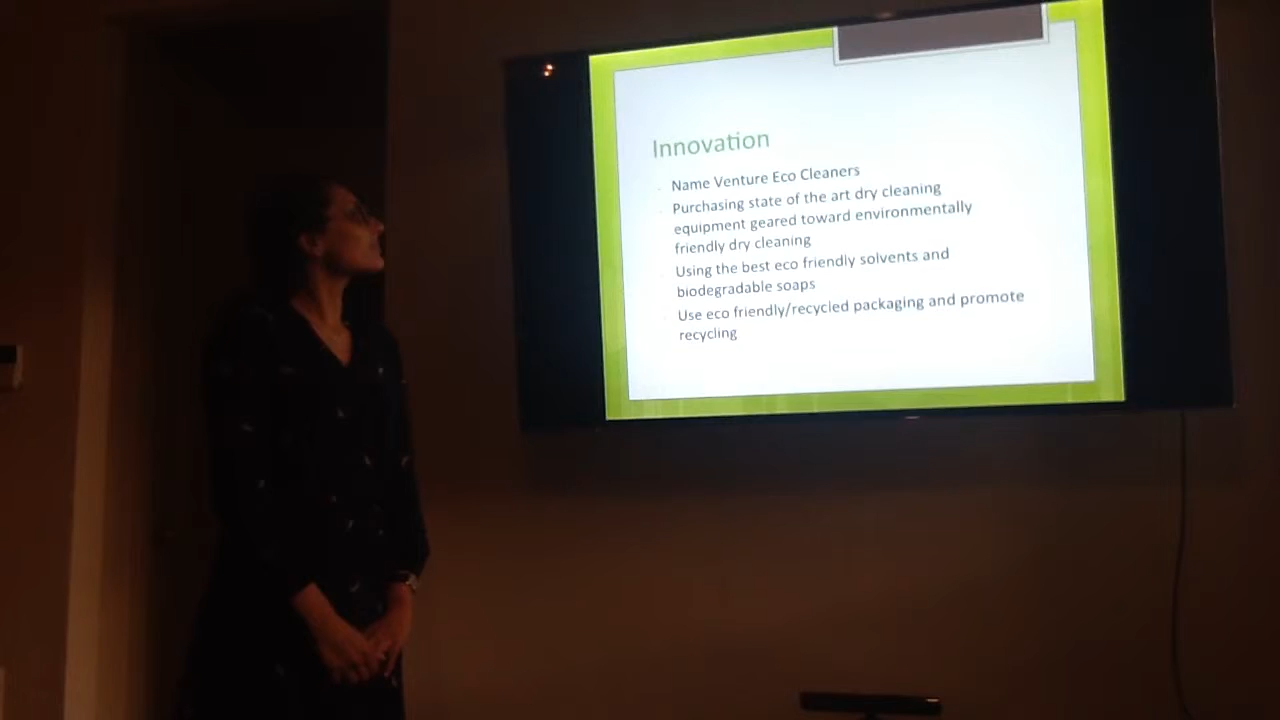 Innovation
Name Venture Eco Cleaners
Purchasing state of the art dry cleaning
equipment geared toward environmentally
friendly dry cleaning
Using the best eco friendly solvents and
biodegradable soaps
Use eco friendly/recycled packaging and promote
recycling